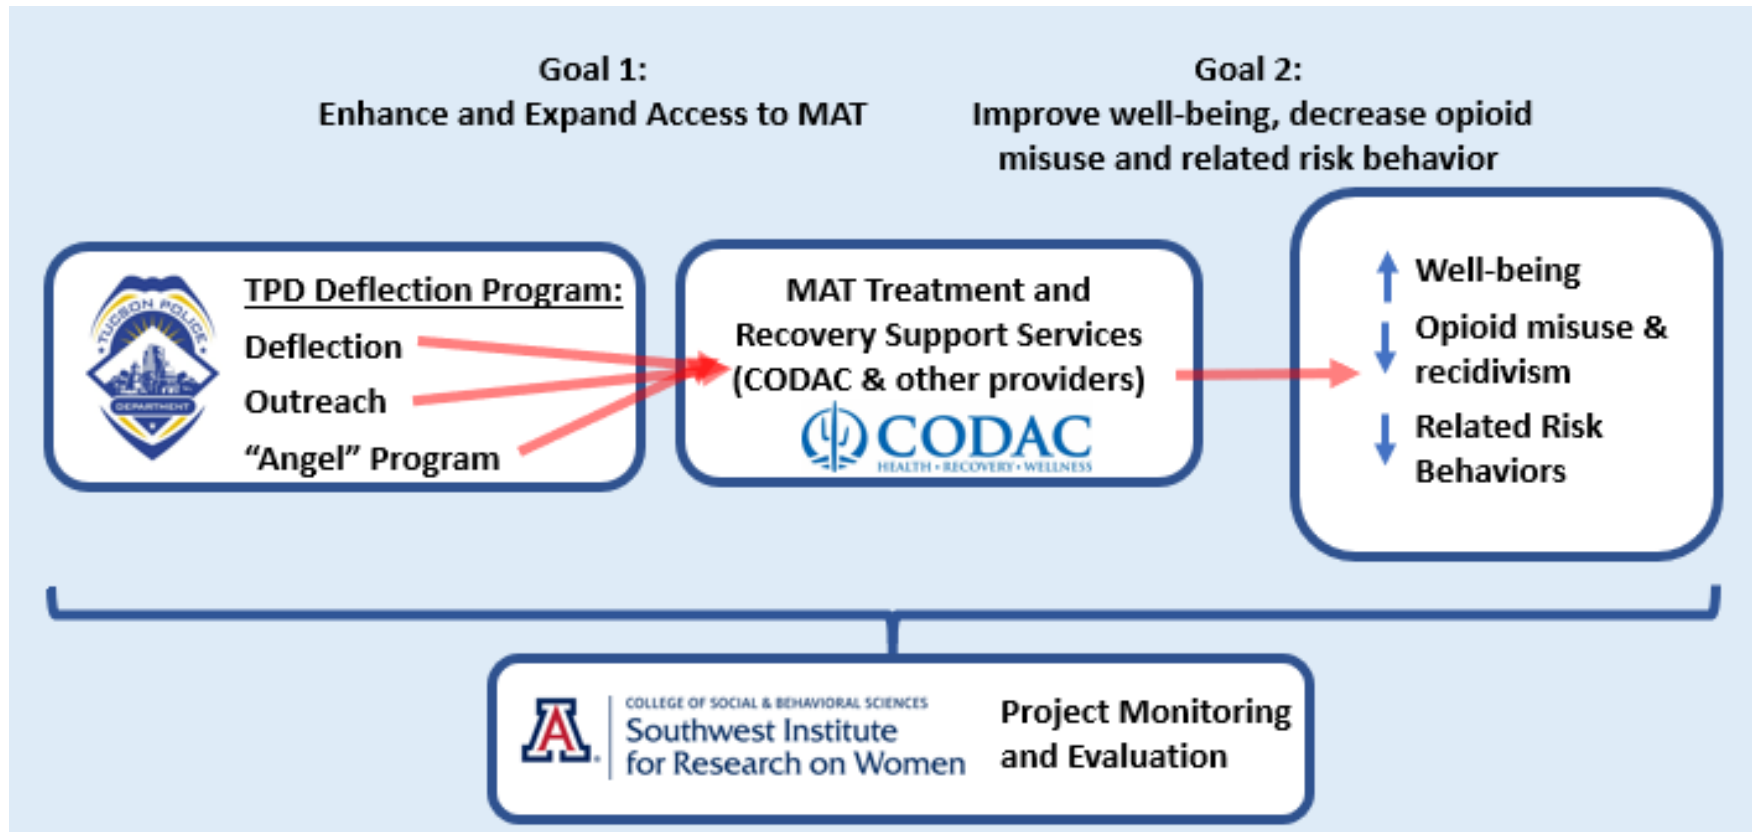 Goal 1:
Enhance and Expand Access to MAT
Goal 2:
Improve well-being, decrease opioid
misuse and related risk behavior
TUCSON POLICE
DEPARTMENT
TPD Deflection Program:
Deflection
Outreach
“Angel” Program
MAT Treatment and
Recovery Support Services
(CODAC & other providers)
CODAC
HEALTH • RECOVERY • WELLNESS
Well-being
Opioid misuse &
recidivism
Related Risk
Behaviors
A
COLLEGE OF SOCIAL & BEHAVIORAL SCIENCES
Southwest Institute
for Research on Women
Project Monitoring
and Evaluation